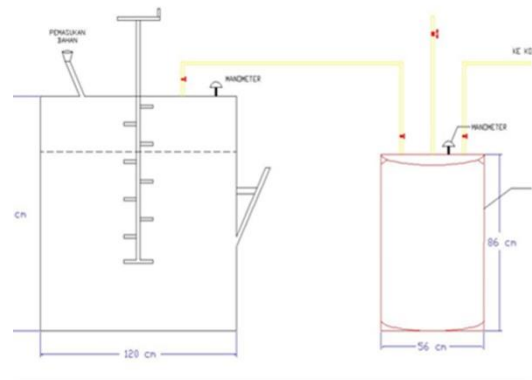 PEMASUKAN
BAHAN
MANOMETER
KE KO
MANOMETER
cm
86 cm
120 cm
56 cm